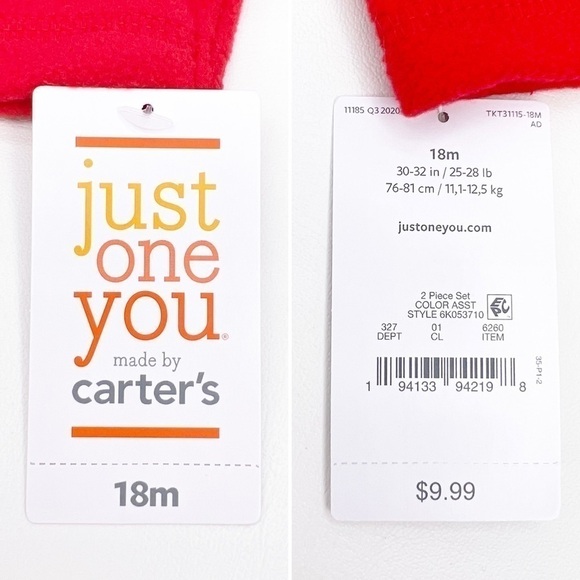 just
one
you®
made by
carter's
18m
11185 Q3 2020
TKT31115-18M
AD
18m
30-32 in / 25-28 lb
76-81 cm / 11,1-12,5 kg
justoneyou.com
2 Piece Set
COLOR ASST
STYLE 6K053710
EPC
327 01 6260
DEPT CL ITEM
35-P1-2
1 94133 94219 8
$9.99